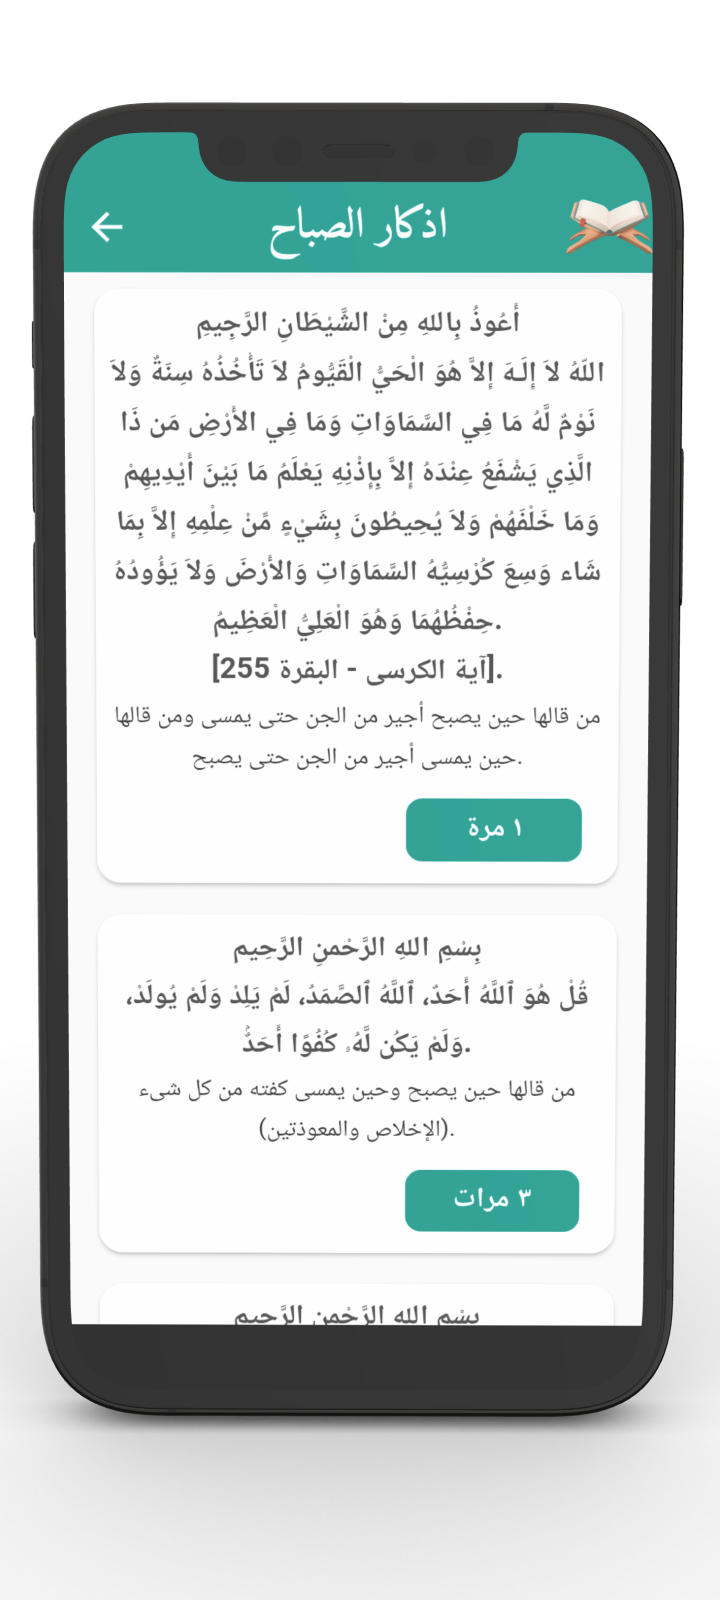 اذكار الصباح
أَعُوذُ بِاللهِ مِنْ الشَّيْطَانِ الرَّجِيمِ
اللّهُ لاَ إِلَـهَ إِلاَّ هُوَ الْحَيُّ الْقَيُّومُ لاَ تَأْخُذُهُ سِنَةٌ وَلاَ
نَوْمٌ لَّهُ مَا فِي السَّمَاوَاتِ وَمَا فِي الأَرْضِ مَن ذَا
الَّذِي يَشْفَعُ عِنْدَهُ إِلاَّ بِإِذْنِهِ يَعْلَمُ مَا بَيْنَ أَيْدِيهِمْ
وَمَا خَلْفَهُمْ وَلاَ يُحِيطُونَ بِشَيْءٍ مِّنْ عِلْمِهِ إِلاَّ بِمَا
شَاء وَسِعَ كُرْسِيُّهُ السَّمَاوَاتِ وَالأَرْضَ وَلاَ يَؤُودُهُ
.حِفْظُهُمَا وَهُوَ الْعَلِيُّ الْعَظِيمُ
.[آية الكرسى - البقرة 255]
من قالها حين يصبح أجير من الجن حتى يمسى ومن قالها
.حين يمسى أجير من الجن حتى يصبح
١ مرة
بِسْمِ اللهِ الرَّحْمنِ الرَّحِيم
قُلْ هُوَ ٱللَّهُ أَحَدٌ، ٱللَّهُ ٱلصَّمَدُ، لَمْ يَلِدْ وَلَمْ يُولَدْ،
.وَلَمْ يَكُن لَّهُۥ كُفُوًا أَحَدٌۢ
من قالها حين يصبح وحين يمسى كفته من كل شىء
.(الإخلاص والمعوذتين)
٣ مرات
بِسْمِ اللهِ الرَّحْمنِ الرَّحِيم